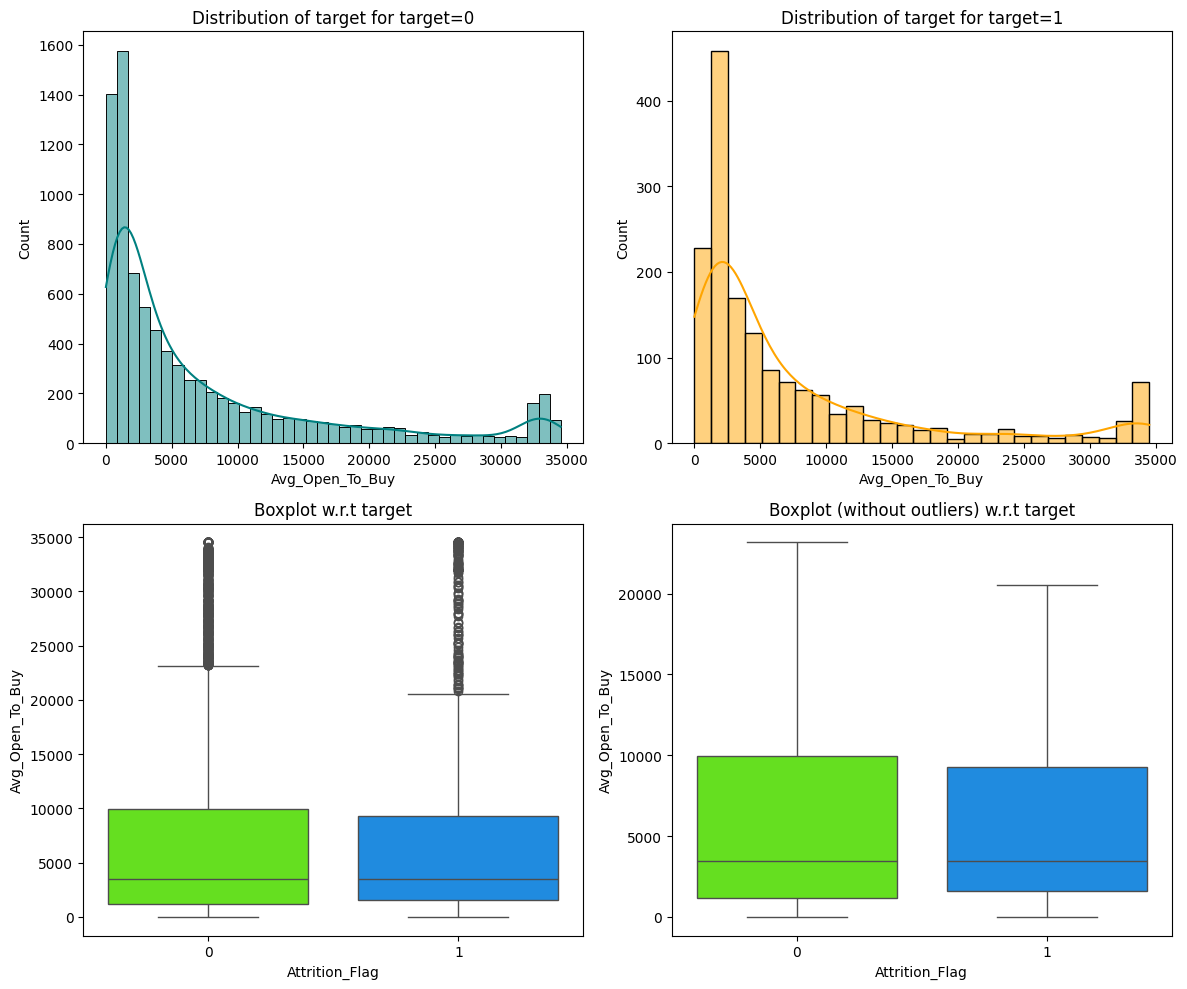 Distribution of target for target=0
1600
1400
1200
1000
800
600
400
200
0
Count
0 5000 10000 15000 20000 25000 30000 35000
Avg_Open_To_Buy
Distribution of target for target=1
400
300
200
100
0
Count
0 5000 10000 15000 20000 25000 30000 35000
Avg_Open_To_Buy
Boxplot w.r.t target
35000
30000
25000
20000
15000
10000
5000
0
Avg_Open_To_Buy
0 1
Attrition_Flag
Boxplot (without outliers) w.r.t target
20000
15000
10000
5000
0
Avg_Open_To_Buy
0 1
Attrition_Flag